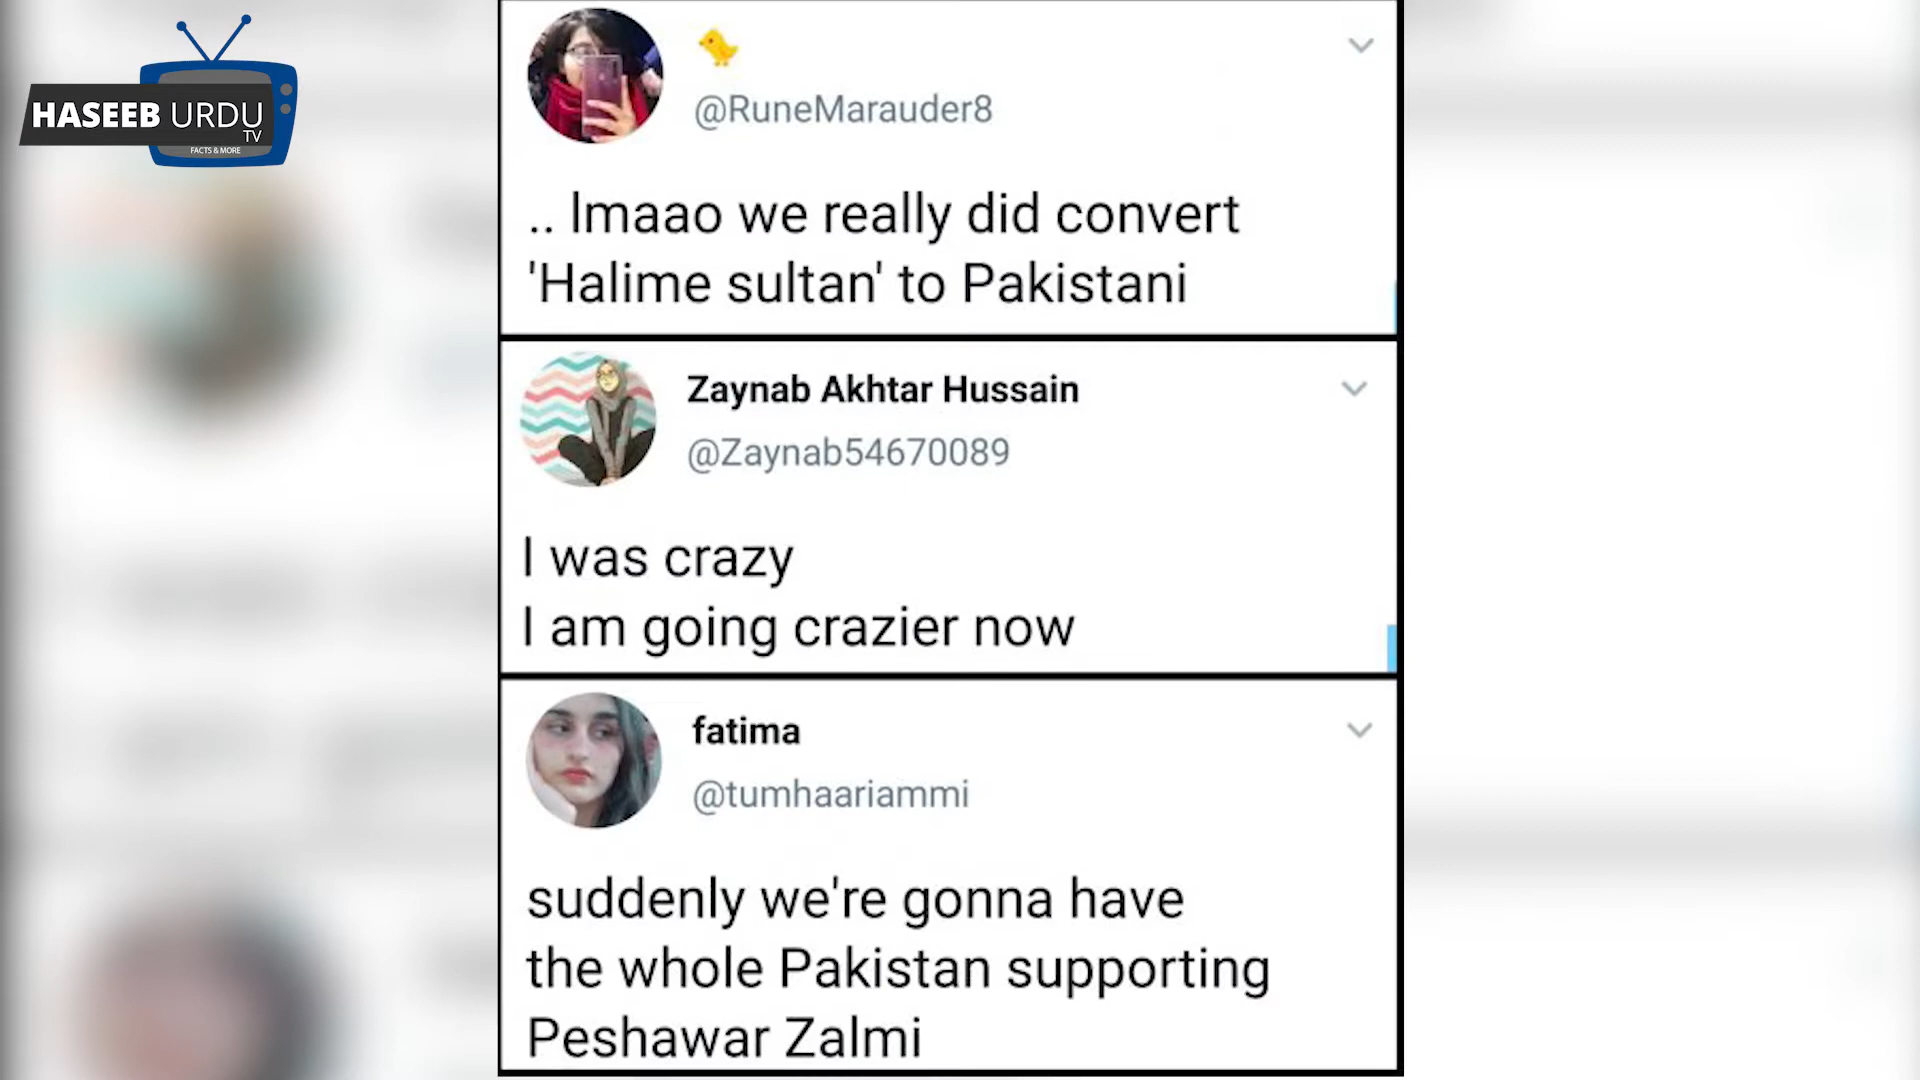 HASEEB URDU
TV
FACTS & MORE
@RuneMarauder8
.. lmaao we really did convert
'Halime sultan' to Pakistani
Zaynab Akhtar Hussain
@Zaynab54670089
I was crazy
I am going crazier now
fatima
@tumhaariammi
suddenly we're gonna have
the whole Pakistan supporting
Peshawar Zalmi